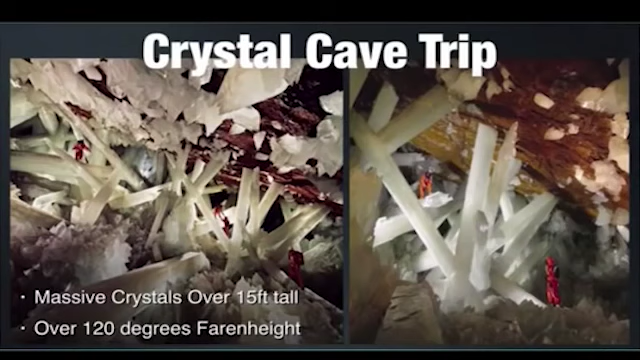 Crystal Cave Trip
· Massive Crystals Over 15ft tall
· Over 120 degrees Farenheight